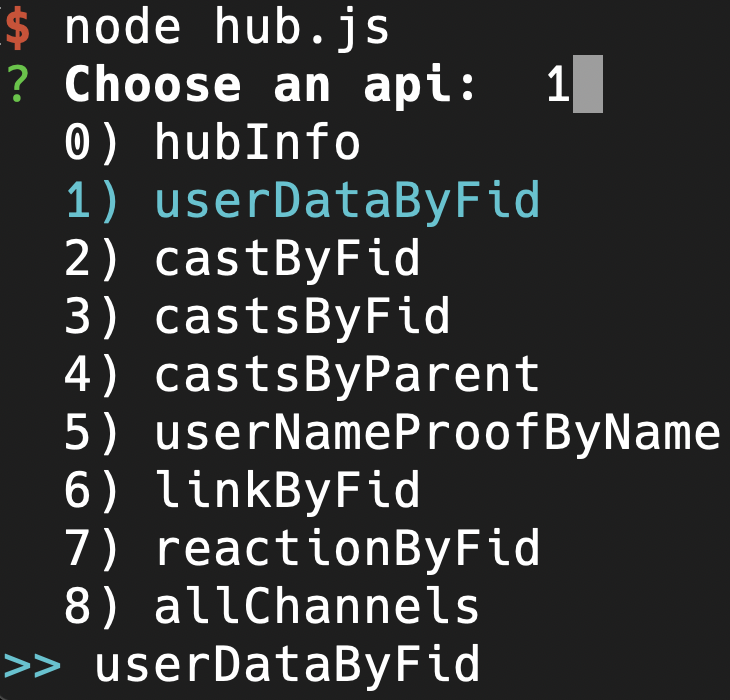 $ node hub.js
? Choose an api: 1
0) hubInfo
1) userDataByFid
2) castByFid
3) castsByFid
4) castsByParent
5) userNameProofByName
6) linkByFid
7) reactionByFid
8) allChannels
>> userDataByFid